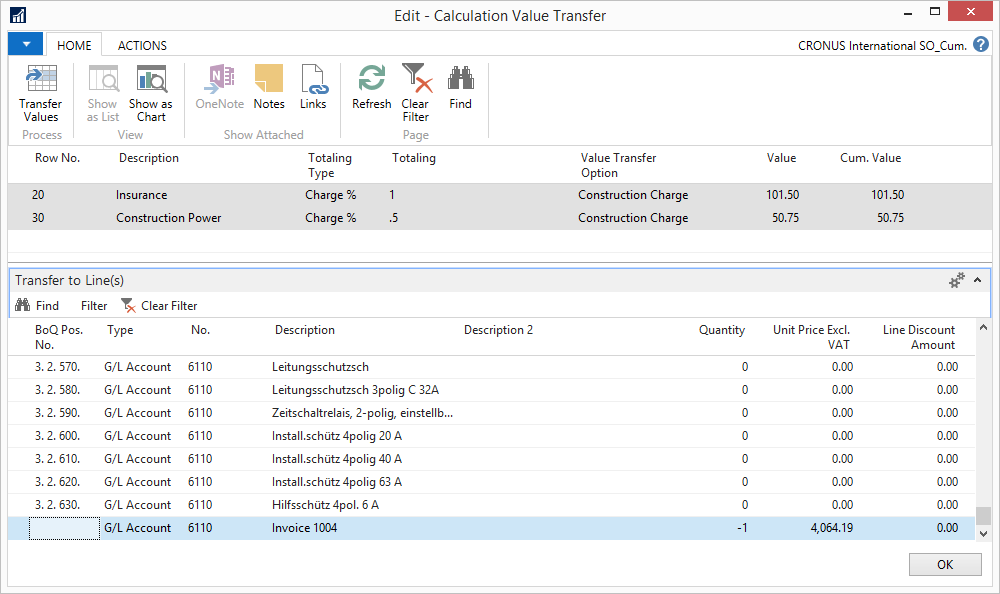 Edit - Calculation Value Transfer
HOME ACTIONS CRONUS International SO_Cum. ?
Transfer Values
Show as List
Show as Chart
OneNote
Notes
Links
Refresh
Clear Filter
Find
Process View Show Attached Page
Row No. Description Totaling Type Totaling Value Transfer Option Value Cum. Value
20 Insurance Charge % 1 Construction Charge 101.50 101.50
30 Construction Power Charge % .5 Construction Charge 50.75 50.75
Transfer to Line(s)
Find Filter Clear Filter
BoQ Pos. No. Type No. Description Description 2 Quantity Unit Price Excl. VAT Line Discount Amount
3. 2. 570. G/L Account 6110 Leitungsschutzsch 0 0.00 0.00
3. 2. 580. G/L Account 6110 Leitungsschutzsch 3polig C 32A 0 0.00 0.00
3. 2. 590. G/L Account 6110 Zeitschaltrelais, 2-polig, einstellb... 0 0.00 0.00
3. 2. 600. G/L Account 6110 Install.schütz 4polig 20 A 0 0.00 0.00
3. 2. 610. G/L Account 6110 Install.schütz 4polig 40 A 0 0.00 0.00
3. 2. 620. G/L Account 6110 Install.schütz 4polig 63 A 0 0.00 0.00
3. 2. 630. G/L Account 6110 Hilfsschütz 4pol. 6 A 0 0.00 0.00
G/L Account 6110 Invoice 1004 -1 4,064.19 0.00
OK